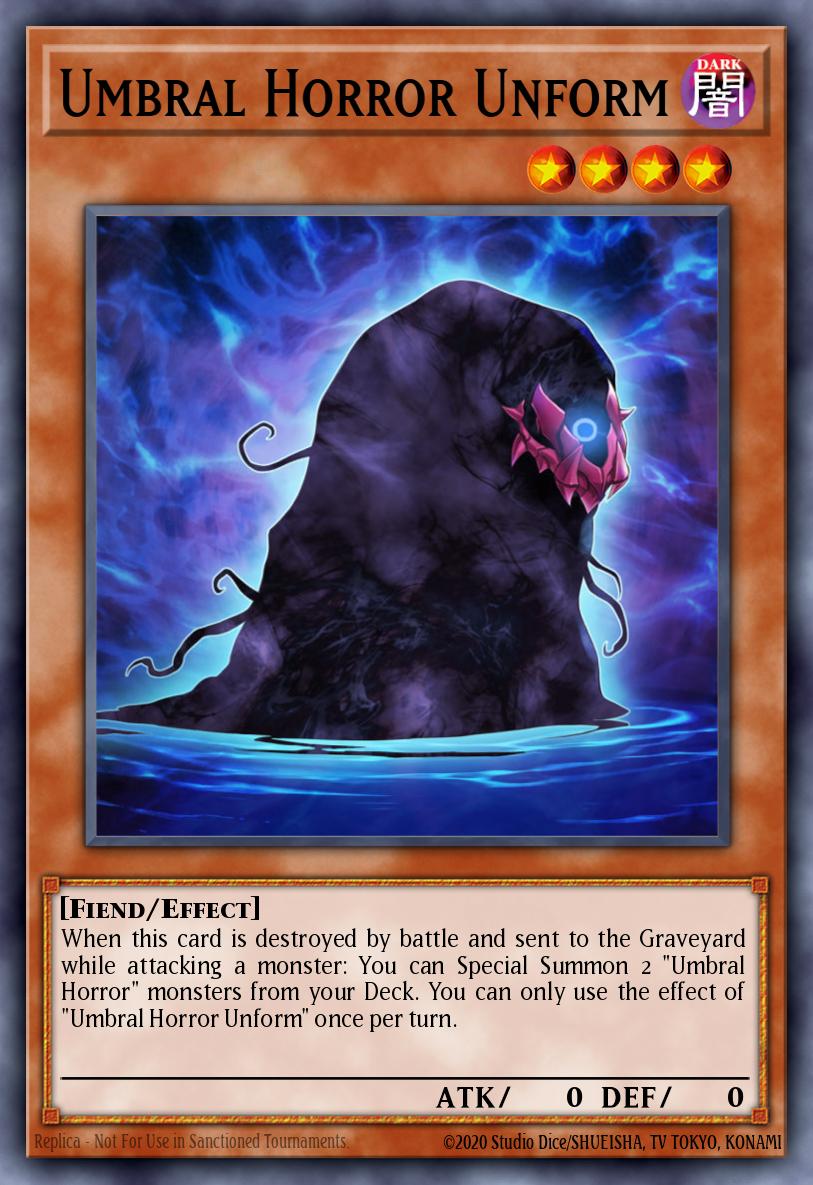 Umbral Horror Unform
DARK
闇
[Fiend/Effect]
When this card is destroyed by battle and sent to the Graveyard
while attacking a monster: You can Special Summon 2 "Umbral
Horror" monsters from your Deck. You can only use the effect of
"Umbral Horror Unform" once per turn.
ATK/ 0 DEF/ 0
Replica - Not For Use in Sanctioned Tournaments.
©2020 Studio Dice/SHUEISHA, TV TOKYO, KONAMI